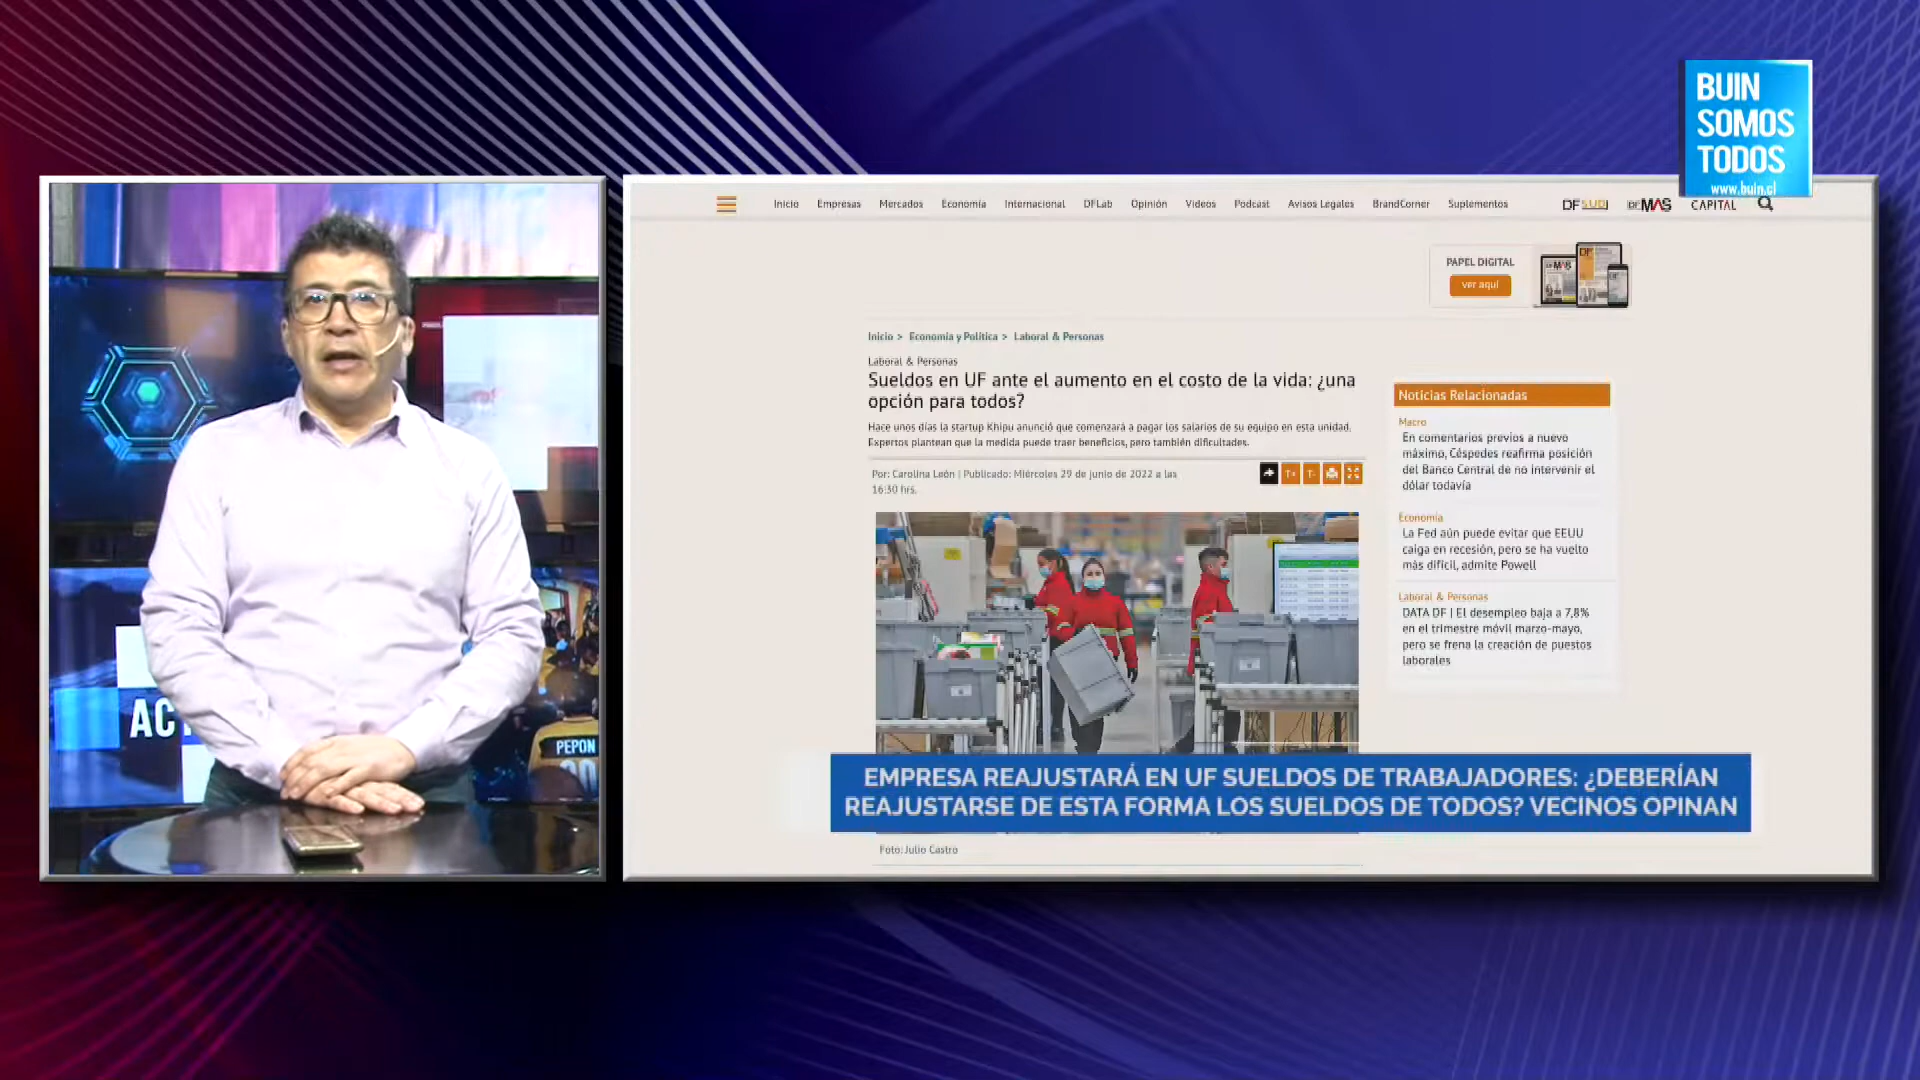 BUIN
SOMOS
TODOS
www.buin.cl
Inicio Empresas Mercados Economía Internacional DFLab Opinión Videos Podcast Avisos Legales BrandCorner Suplementos DFSUD DFMAS CAPITAL
PAPEL DIGITAL
ver aquí
Inicio > Economía y Política > Laboral & Personas
Laboral & Personas
Sueldos en UF ante el aumento en el costo de la vida: ¿una
opción para todos?
Hace unos días la startup Khipu anunció que comenzará a pagar los salarios de su equipo en esta unidad.
Expertos plantean que la medida puede traer beneficios, pero también dificultades.
Por: Carolina León | Publicado: Miércoles 29 de junio de 2022 a las
16:30 hrs.
T+ T-
Noticias Relacionadas
Macro
En comentarios previos a nuevo
máximo, Céspedes reafirma posición
del Banco Central de no intervenir el
dólar todavía
Economía
La Fed aún puede evitar que EEUU
caiga en recesión, pero se ha vuelto
más difícil, admite Powell
Laboral & Personas
DATA DF | El desempleo baja a 7,8%
en el trimestre móvil marzo-mayo,
pero se frena la creación de puestos
laborales
AC
PEPON
EMPRESA REAJUSTARÁ EN UF SUELDOS DE TRABAJADORES: ¿DEBERÍAN
REAJUSTARSE DE ESTA FORMA LOS SUELDOS DE TODOS? VECINOS OPINAN
Foto: Julio Castro